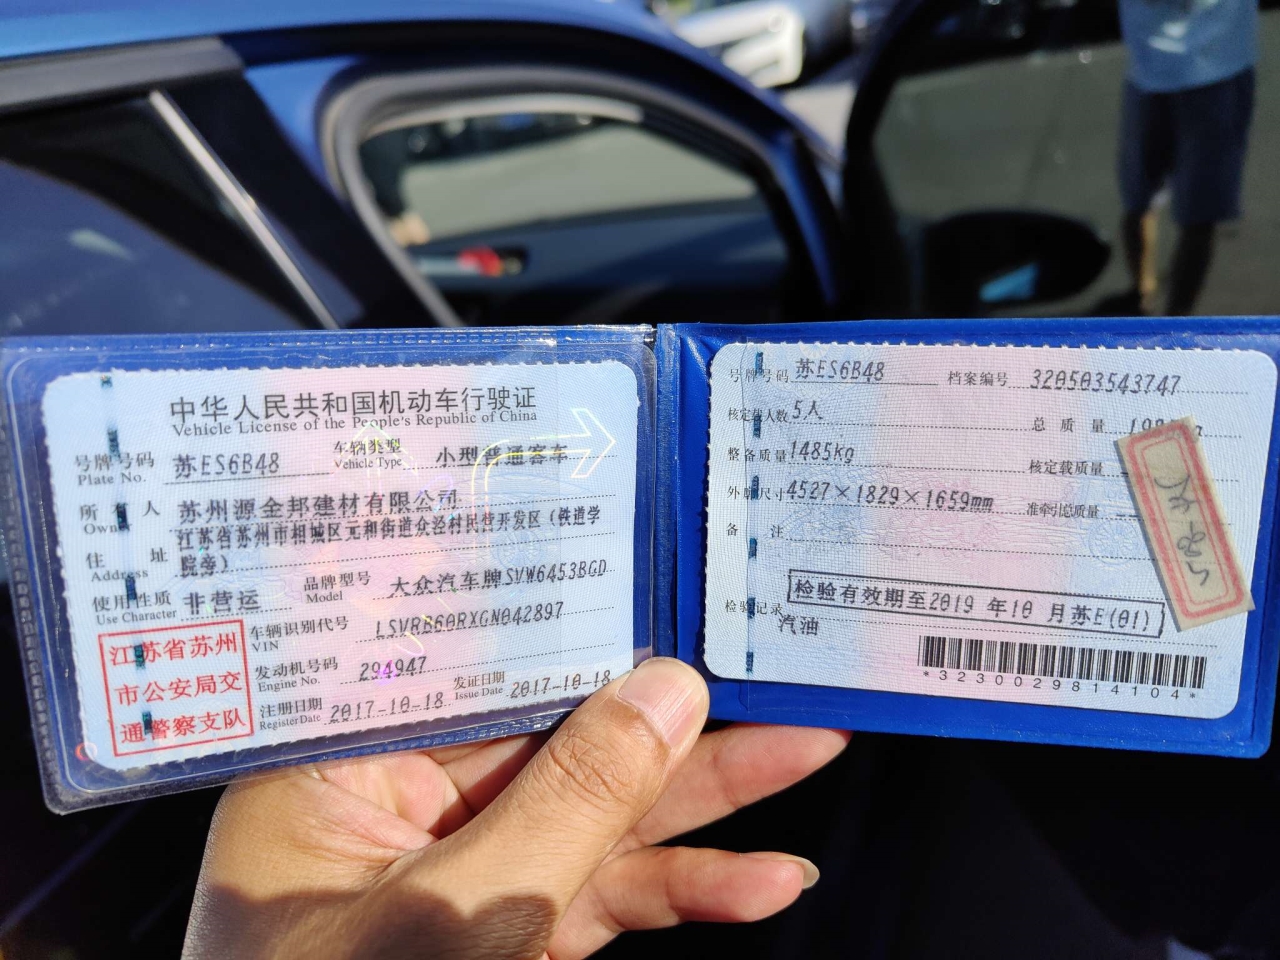 中华人民共和国机动车行驶证
Vehicle License of the People's Republic of China
号牌号码 苏ES6B48 车辆类型 小型普通客车
Plate No. Vehicle Type
所有人 苏州源金邦建材有限公司
Owner
住址 江苏省苏州市相城区元和街道众泾村民营开发区(铁道学
Address 院旁)
使用性质 非营运 品牌型号 大众汽车牌SVW6453BGD
Use Character Model
车辆识别代号 LSVRB60RXGN042897
VIN
发动机号码 294947
Engine No.
注册日期 2017-10-18 发证日期 2017-10-18
Register Date Issue Date
江苏省苏州
市公安局交
通警察支队
号牌号码 苏ES6B48 档案编号 320503543747
核定载人数 5人 总质量
整备质量 1485kg 核定载质量
外廓尺寸 4527×1829×1659mm 准牵引总质量
备注
检验有效期至2019年10月苏E(01)
检验记录
汽油
*3230029814104*